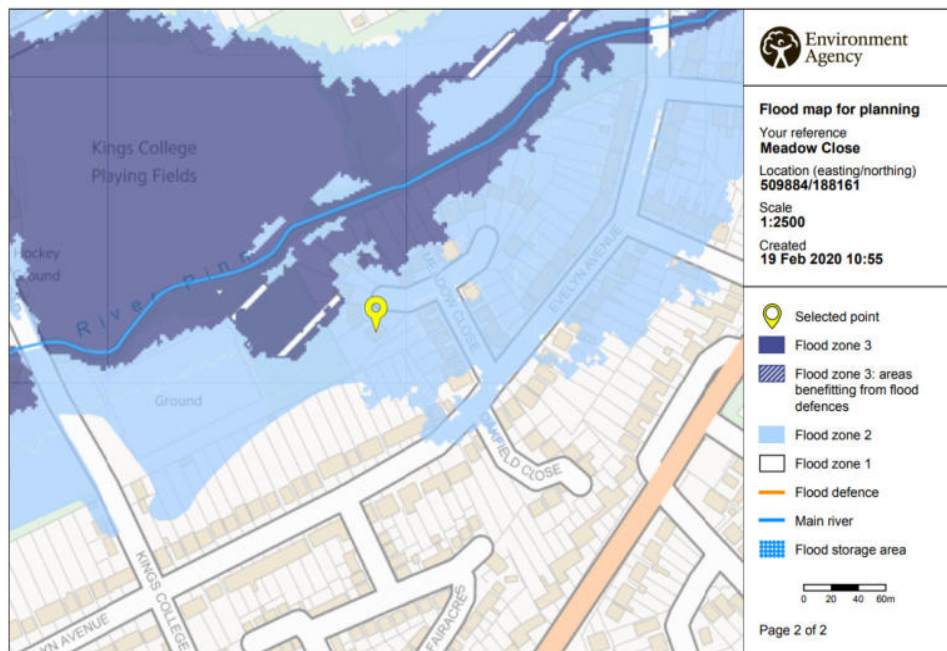 Kings College
Playing Fields
Hockey
Ground
River Pinn
MEADOW CLOSE
EVELYN AVENUE
Ground
OAKFIELD CLOSE
KINGS COLLEGE
FAIRACRES
YN AVENUE
Environment
Agency
Flood map for planning
Your reference
Meadow Close
Location (easting/northing)
509884/188161
Scale
1:2500
Created
19 Feb 2020 10:55
Selected point
Flood zone 3
Flood zone 3: areas
benefitting from flood
defences
Flood zone 2
Flood zone 1
Flood defence
Main river
Flood storage area
0 20 40 60m
Page 2 of 2